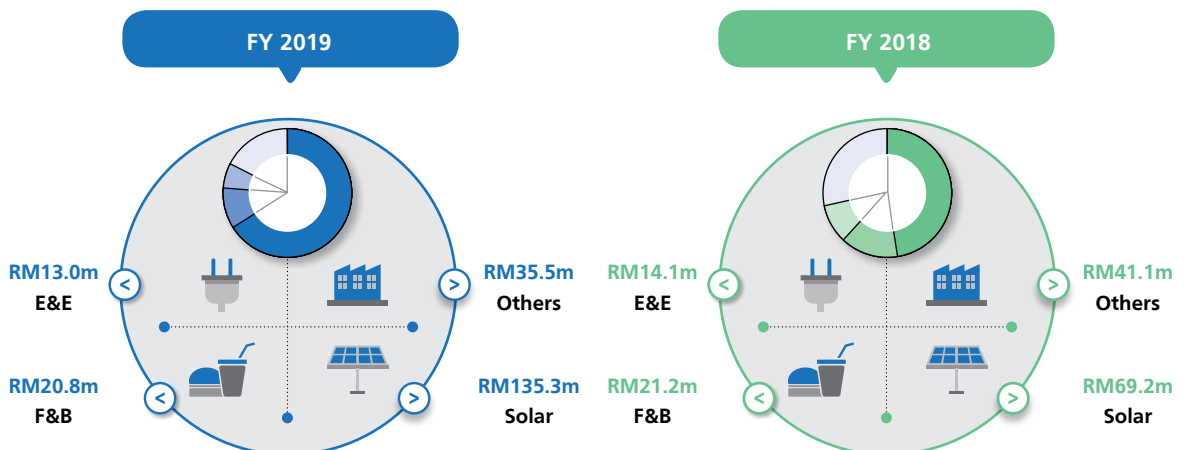 FY 2019
RM13.0m
E&E
RM35.5m
Others
RM20.8m
F&B
RM135.3m
Solar
FY 2018
RM14.1m
E&E
RM41.1m
Others
RM21.2m
F&B
RM69.2m
Solar